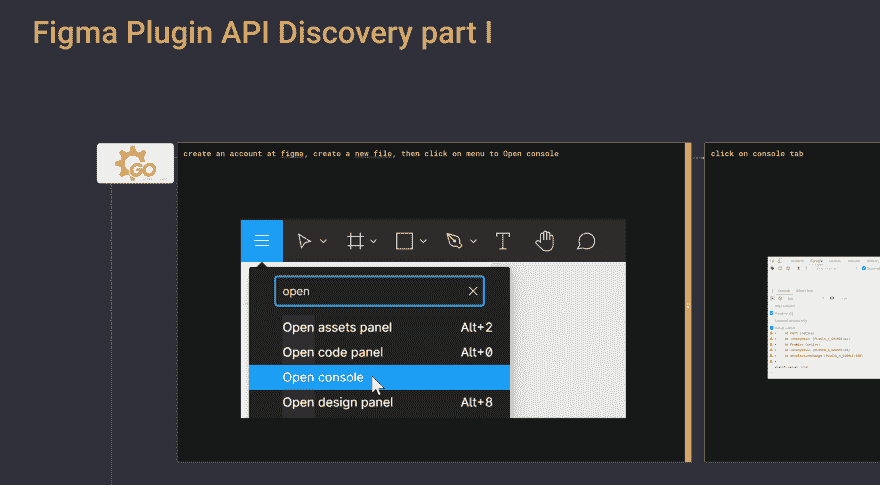 Figma Plugin API Discovery part I
GO
create an account at figma, create a new file, then click on menu to Open console
click on console tab
open
Open assets panel Alt+2
Open code panel Alt+0
Open console
Open design panel Alt+8